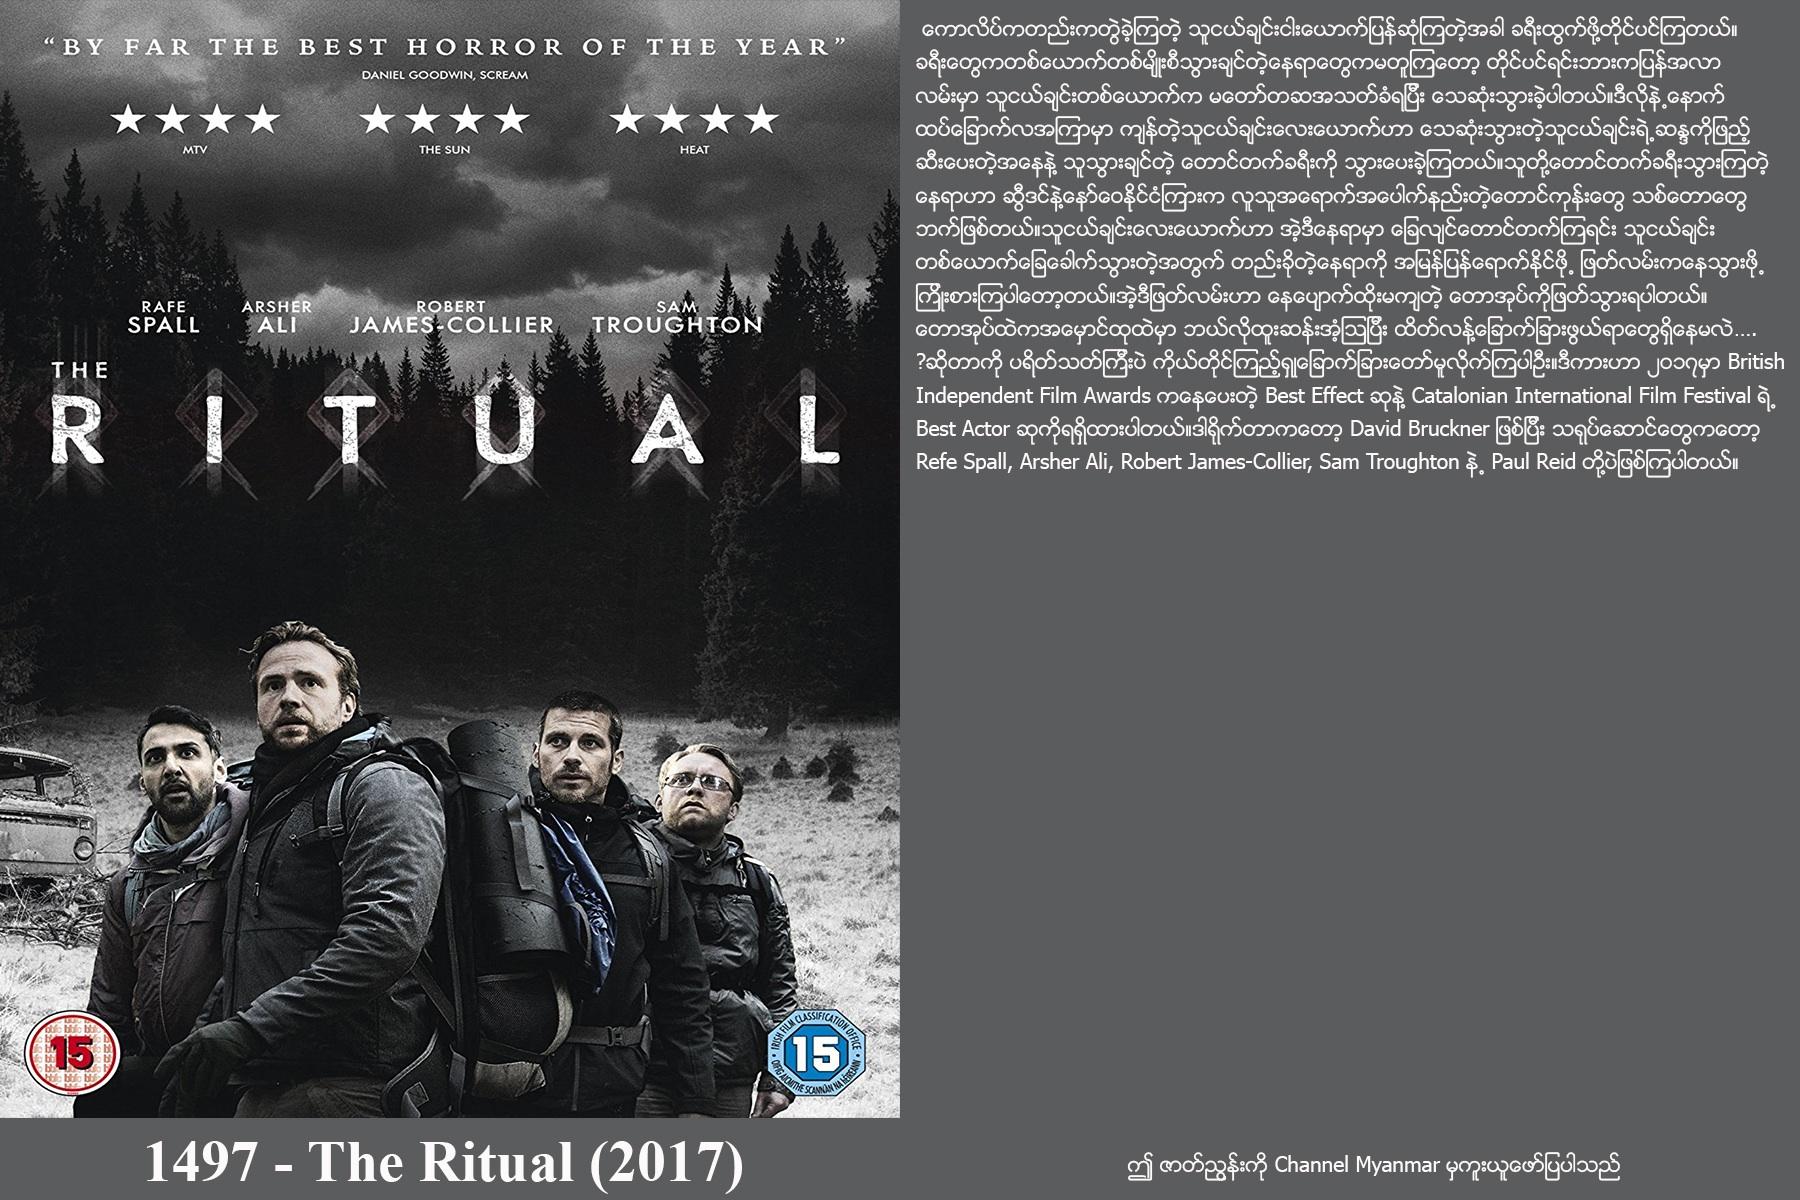 “BY FAR THE BEST HORROR OF THE YEAR”
DANIEL GOODWIN, SCREAM
MTV
THE SUN
HEAT
RAFE SPALL
ARSHER ALI
ROBERT JAMES-COLLIER
SAM TROUGHTON
THE
RITUAL
15
IRISH FILM CLASSIFICATION OFFICE
15
OIFIG AICMITHE SCANNÁN NA hÉIREANN
1497 - The Ritual (2017)
ကောလိပ်ကတည်းကတွဲခဲ့ကြတဲ့ သူငယ်ချင်းငါးယောက်ပြန်ဆုံကြတဲ့အခါ ခရီးထွက်ဖို့တိုင်ပင်ကြတယ်။
ခရီးတွေကတစ်ယောက်တစ်မျိုးစီသွားချင်တဲ့နေရာတွေကမတူကြတော့ တိုင်ပင်ရင်းဘားကပြန်အလာ
လမ်းမှာ သူငယ်ချင်းတစ်ယောက်က မတော်တဆအသတ်ခံရပြီး သေဆုံးသွားခဲ့ပါတယ်။ဒီလိုနဲ့နောက်
ထပ်ခြောက်လအကြာမှာ ကျန်တဲ့သူငယ်ချင်းလေးယောက်ဟာ သေဆုံးသွားတဲ့သူငယ်ချင်းရဲ့ဆန္ဒကိုဖြည့်
ဆီးပေးတဲ့အနေနဲ့ သူသွားချင်တဲ့ တောင်တက်ခရီးကို သွားပေးခဲ့ကြတယ်။သူတို့တောင်တက်ခရီးသွားကြတဲ့
နေရာဟာ ဆွီဒင်နဲ့နော်ဝေနိုင်ငံကြားက လူသူအရောက်အပေါက်နည်းတဲ့တောင်ကုန်းတွေ သစ်တောတွေ
ဘက်ဖြစ်တယ်။သူငယ်ချင်းလေးယောက်ဟာ အဲ့ဒီနေရာမှာ ခြေလျင်တောင်တက်ကြရင်း သူငယ်ချင်း
တစ်ယောက်ခြေခေါက်သွားတဲ့အတွက် တည်းခိုတဲ့နေရာကို အမြန်ပြန်ရောက်နိုင်ဖို့ ဖြတ်လမ်းကနေသွားဖို့
ကြိုးစားကြပါတော့တယ်။အဲ့ဒီဖြတ်လမ်းဟာ နေပျောက်ထိုးမကျတဲ့ တောအုပ်ကိုဖြတ်သွားရပါတယ်။
တောအုပ်ထဲကအမှောင်ထုထဲမှာ ဘယ်လိုထူးဆန်းအံ့ဩပြီး ထိတ်လန့်ခြောက်ခြားဖွယ်ရာတွေရှိနေမလဲ....
?ဆိုတာကို ပရိတ်သတ်ကြီးပဲ ကိုယ်တိုင်ကြည့်ရှုခြောက်ခြားတော်မူလိုက်ကြပါဦး။ဒီကားဟာ ၂၀၁၇မှာ British
Independent Film Awards ကနေပေးတဲ့ Best Effect ဆုနဲ့ Catalonian International Film Festival ရဲ့
Best Actor ဆုကိုရရှိထားပါတယ်။ဒါရိုက်တာကတော့ David Bruckner ဖြစ်ပြီး သရုပ်ဆောင်တွေကတော့
Refe Spall, Arsher Ali, Robert James-Collier, Sam Troughton နဲ့ Paul Reid တို့ပဲဖြစ်ကြပါတယ်။
ဤ ဇာတ်ညွှန်းကို Channel Myanmar မှကူးယူဖော်ပြပါသည်